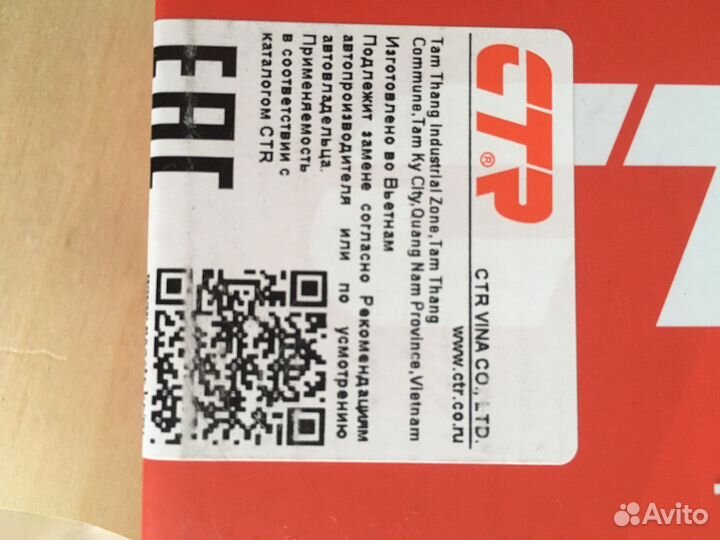 CTR®
CTR VINA CO., LTD.
www.ctr.co.ru
Tam Thang Industrial Zone,Tam Thang
Commune,Tam Ky City,Quang Nam Province,Vietnam
Изготовлено во Вьетнам
Подлежит замене согласно Рекомендациям
автопроизводителя или по усмотрению
автовладельца.
Применяемость
в соответствии с
каталогом CTR
EAC
Avito